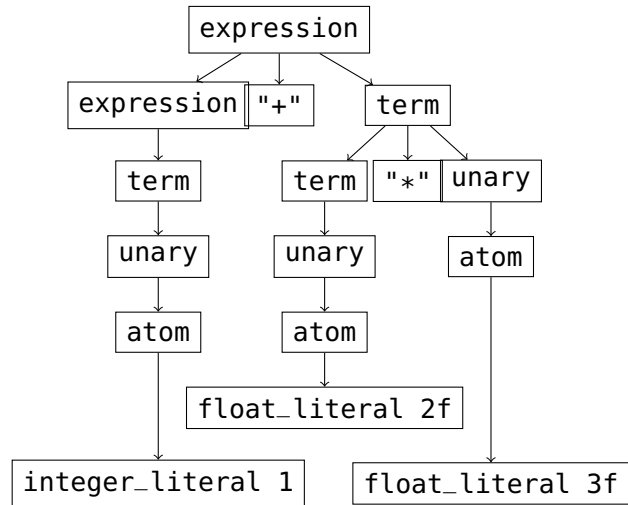 expression
expression "+" term
term term "*" unary
unary unary atom
atom atom
float_literal 2f
integer_literal 1 float_literal 3f